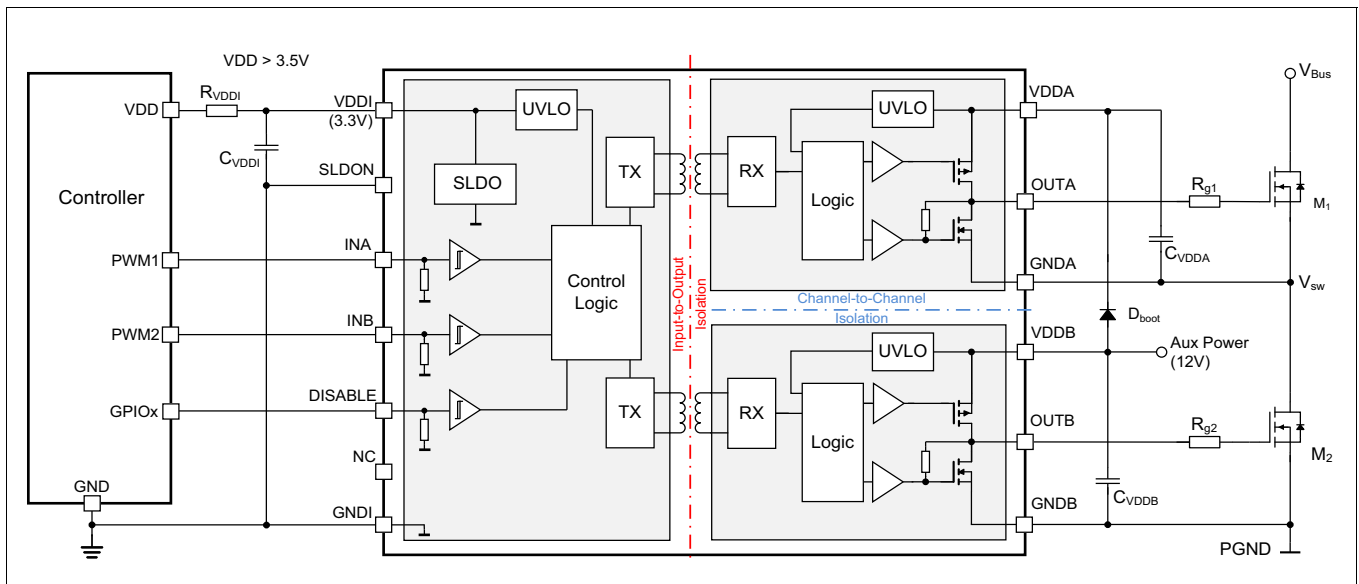 VDD > 3.5V
Controller
VDD
PWM1
PWM2
GPIOx
GND
RVDDI
CVDDI
VDDI
(3.3V)
SLDON
INA
INB
DISABLE
NC
GNDI
UVLO
SLDO
Control
Logic
TX
TX
Input-to-Output
Isolation
Channel-to-Channel
Isolation
RX
UVLO
Logic
RX
UVLO
Logic
VDDA
OUTA
GNDA
VDDB
OUTB
GNDB
CVDDA
Dboot
Aux Power
(12V)
CVDDB
Rg1
Rg2
VBus
M1
Vsw
M2
PGND